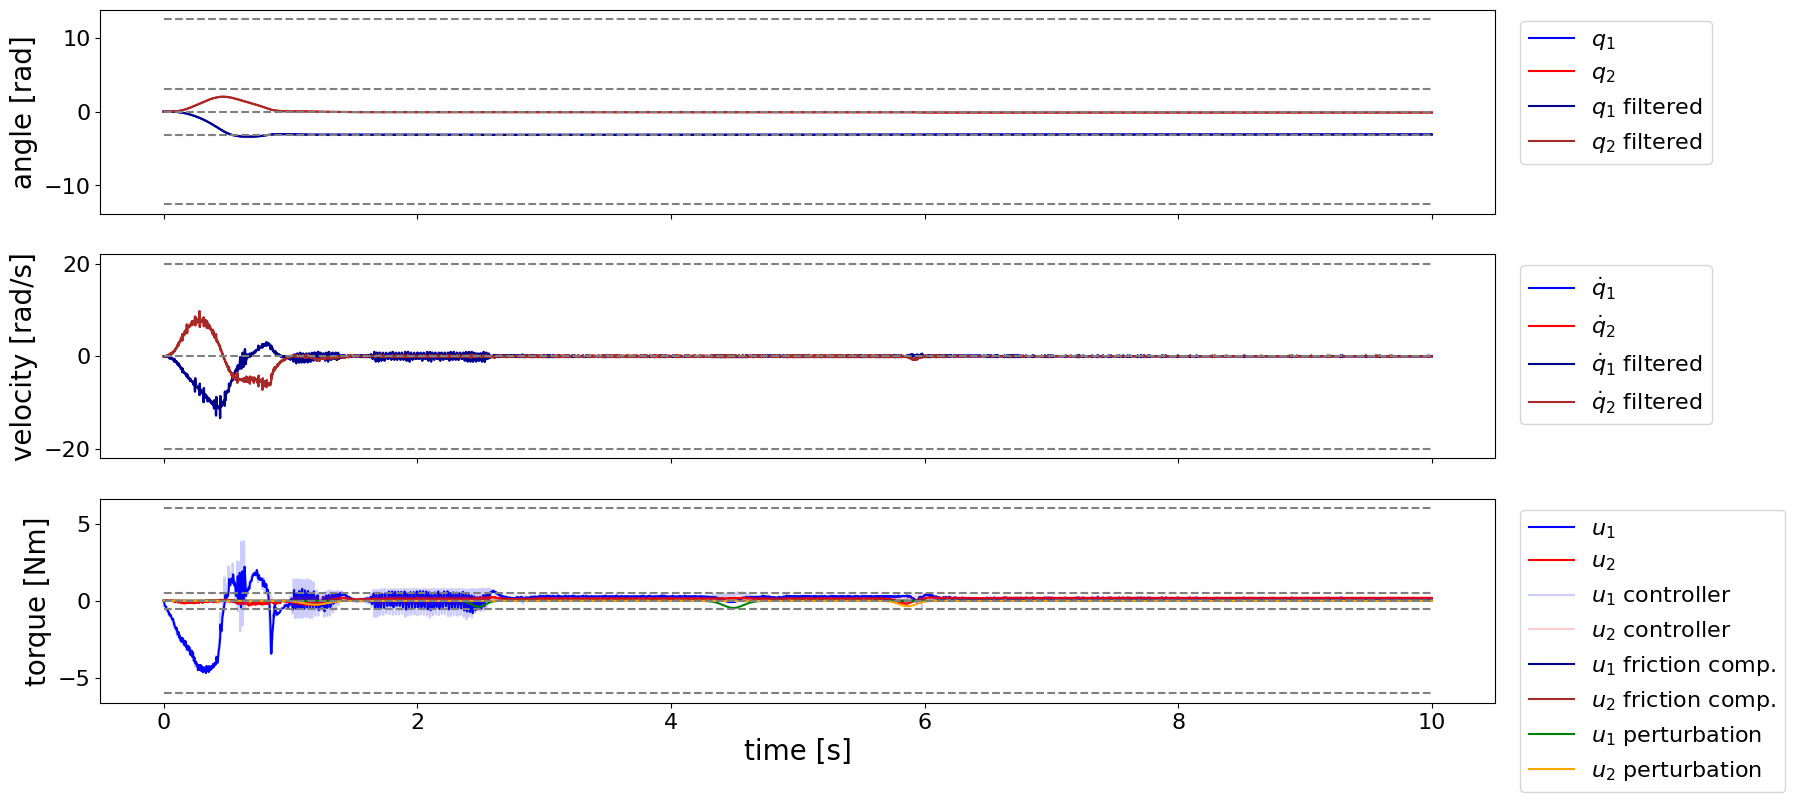 angle [rad]
10
0
−10
q₁
q₂
q₁ filtered
q₂ filtered
velocity [rad/s]
20
0
−20
q̇₁
q̇₂
q̇₁ filtered
q̇₂ filtered
torque [Nm]
5
0
−5
0 2 4 6 8 10
time [s]
u₁
u₂
u₁ controller
u₂ controller
u₁ friction comp.
u₂ friction comp.
u₁ perturbation
u₂ perturbation